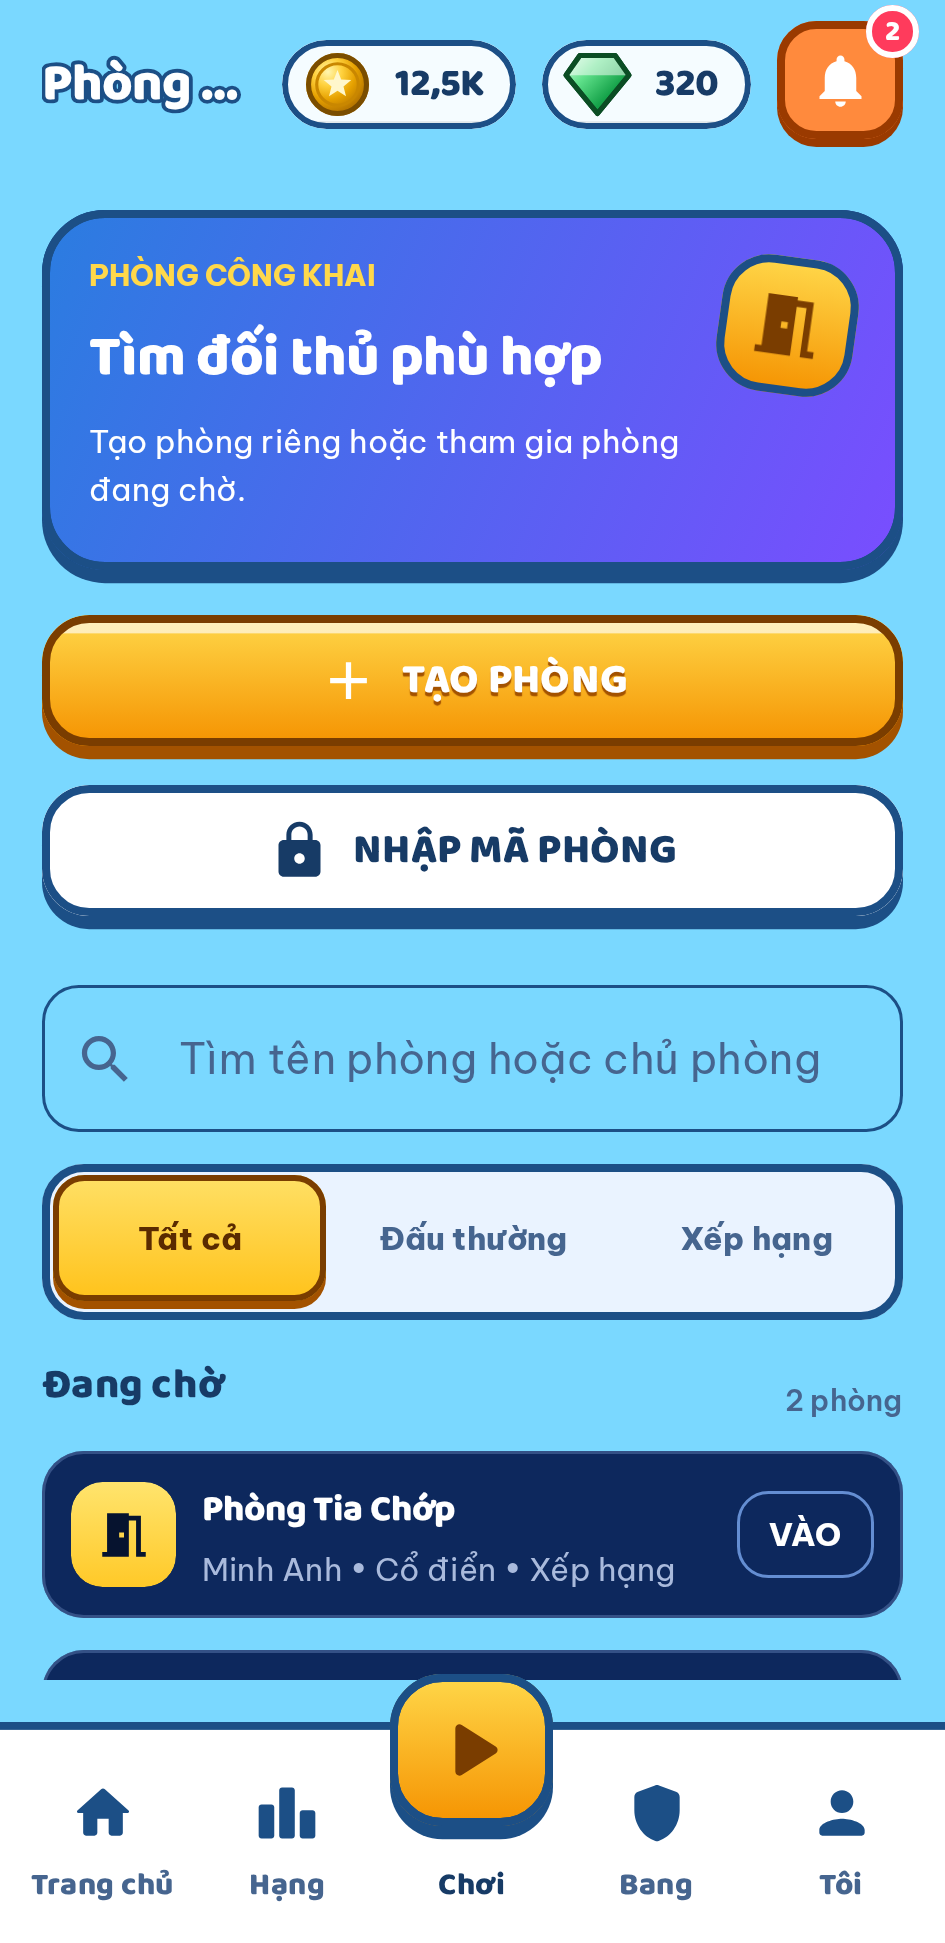 Phòng ...
12,5K
320
2
PHÒNG CÔNG KHAI
Tìm đối thủ phù hợp
Tạo phòng riêng hoặc tham gia phòng
đang chờ.
TẠO PHÒNG
NHẬP MÃ PHÒNG
Tìm tên phòng hoặc chủ phòng
Tất cả
Đấu thường
Xếp hạng
Đang chờ
2 phòng
Phòng Tia Chớp
Minh Anh • Cổ điển • Xếp hạng
VÀO
Trang chủ
Hạng
Chơi
Bang
Tôi